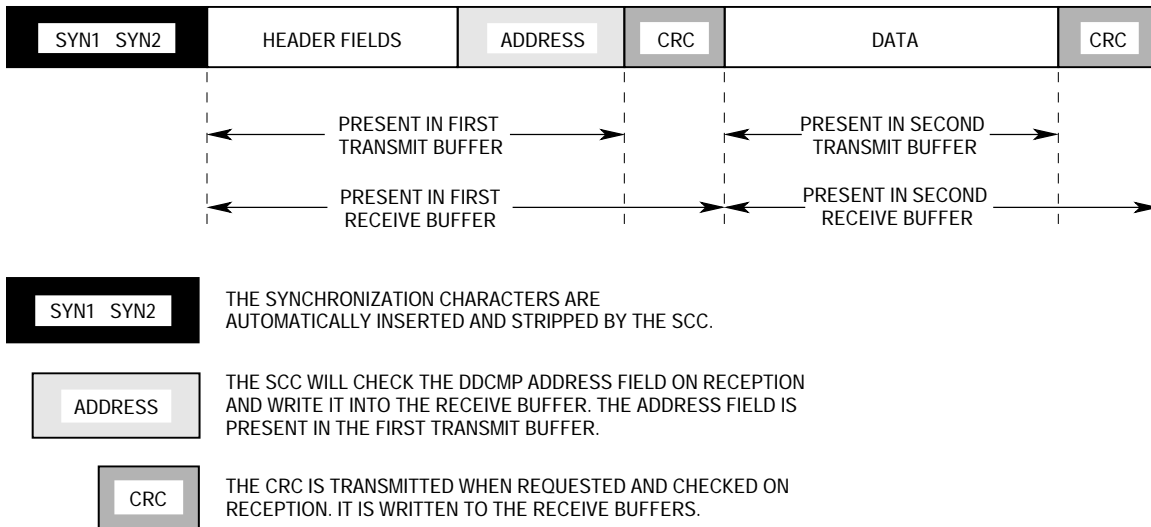 SYN1 SYN2 HEADER FIELDS ADDRESS CRC DATA CRC
PRESENT IN FIRST
TRANSMIT BUFFER
PRESENT IN SECOND
TRANSMIT BUFFER
PRESENT IN FIRST
RECEIVE BUFFER
PRESENT IN SECOND
RECEIVE BUFFER
SYN1 SYN2
THE SYNCHRONIZATION CHARACTERS ARE
AUTOMATICALLY INSERTED AND STRIPPED BY THE SCC.
ADDRESS
THE SCC WILL CHECK THE DDCMP ADDRESS FIELD ON RECEPTION
AND WRITE IT INTO THE RECEIVE BUFFER. THE ADDRESS FIELD IS
PRESENT IN THE FIRST TRANSMIT BUFFER.
CRC
THE CRC IS TRANSMITTED WHEN REQUESTED AND CHECKED ON
RECEPTION. IT IS WRITTEN TO THE RECEIVE BUFFERS.